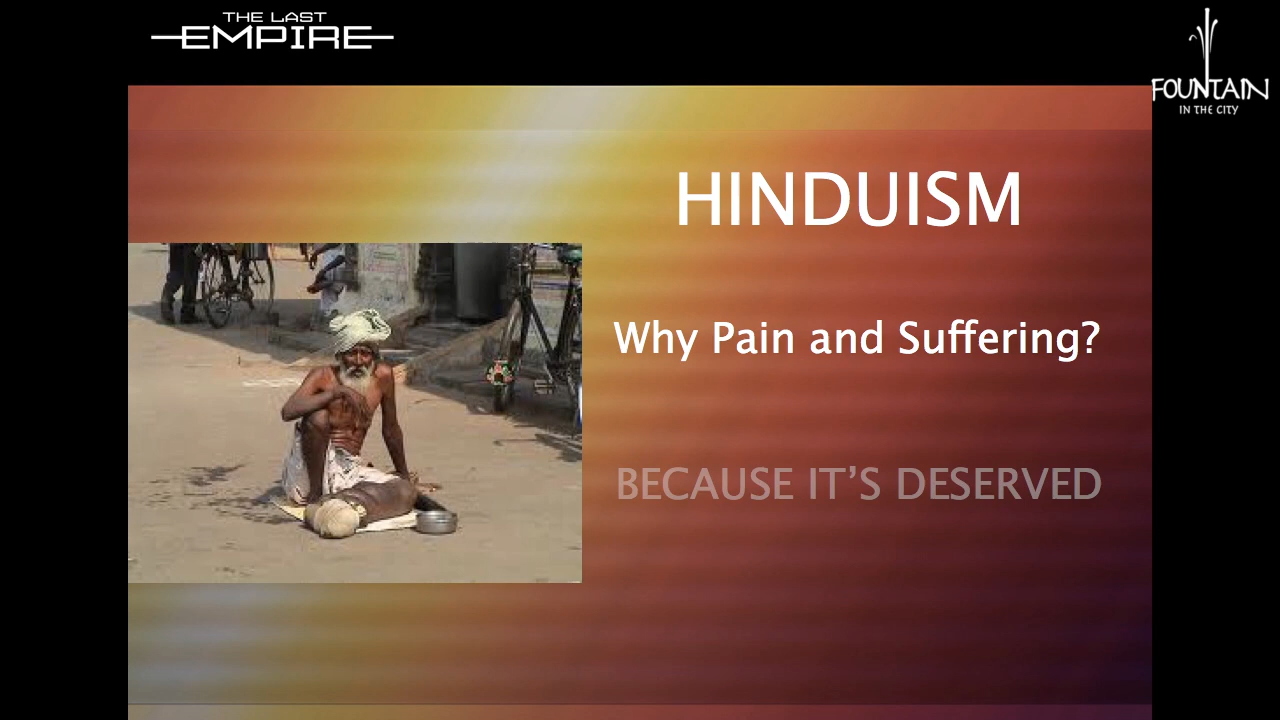 THE LAST
EMPIRE
FOUNTAIN
IN THE CITY
HINDUISM
Why Pain and Suffering?
BECAUSE IT’S DESERVED